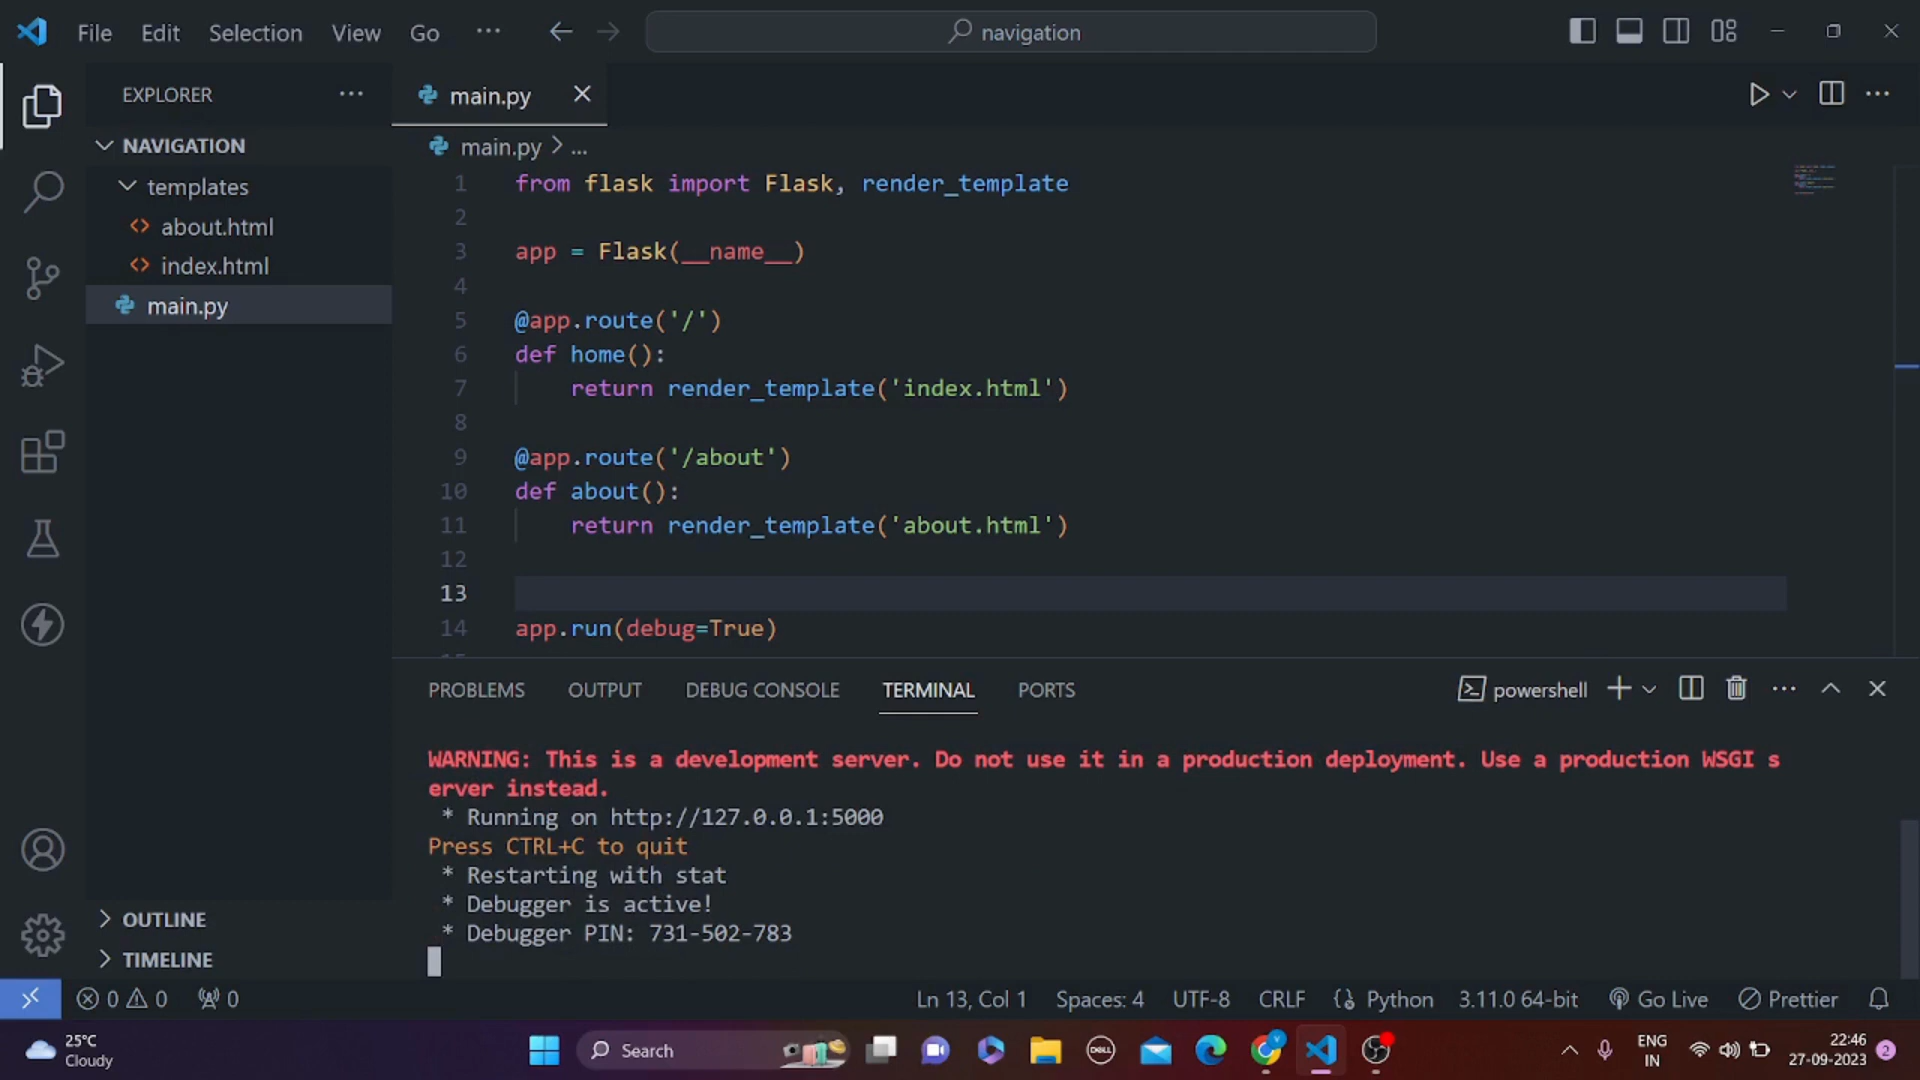 File Edit Selection View Go ...
navigation
EXPLORER
main.py
NAVIGATION
templates
about.html
index.html
main.py
main.py > ...
1 from flask import Flask, render_template
2
3 app = Flask(__name__)
4
5 @app.route('/')
6 def home():
7 return render_template('index.html')
8
9 @app.route('/about')
10 def about():
11 return render_template('about.html')
12
13
14 app.run(debug=True)
PROBLEMS OUTPUT DEBUG CONSOLE TERMINAL PORTS
powershell
WARNING: This is a development server. Do not use it in a production deployment. Use a production WSGI s
erver instead.
* Running on http://127.0.0.1:5000
Press CTRL+C to quit
* Restarting with stat
* Debugger is active!
* Debugger PIN: 731-502-783
OUTLINE
TIMELINE
0 0 0
Ln 13, Col 1 Spaces: 4 UTF-8 CRLF Python 3.11.0 64-bit Go Live Prettier
25°C
Cloudy
Search
DELL
ENG
IN
22:46
27-09-2023
2